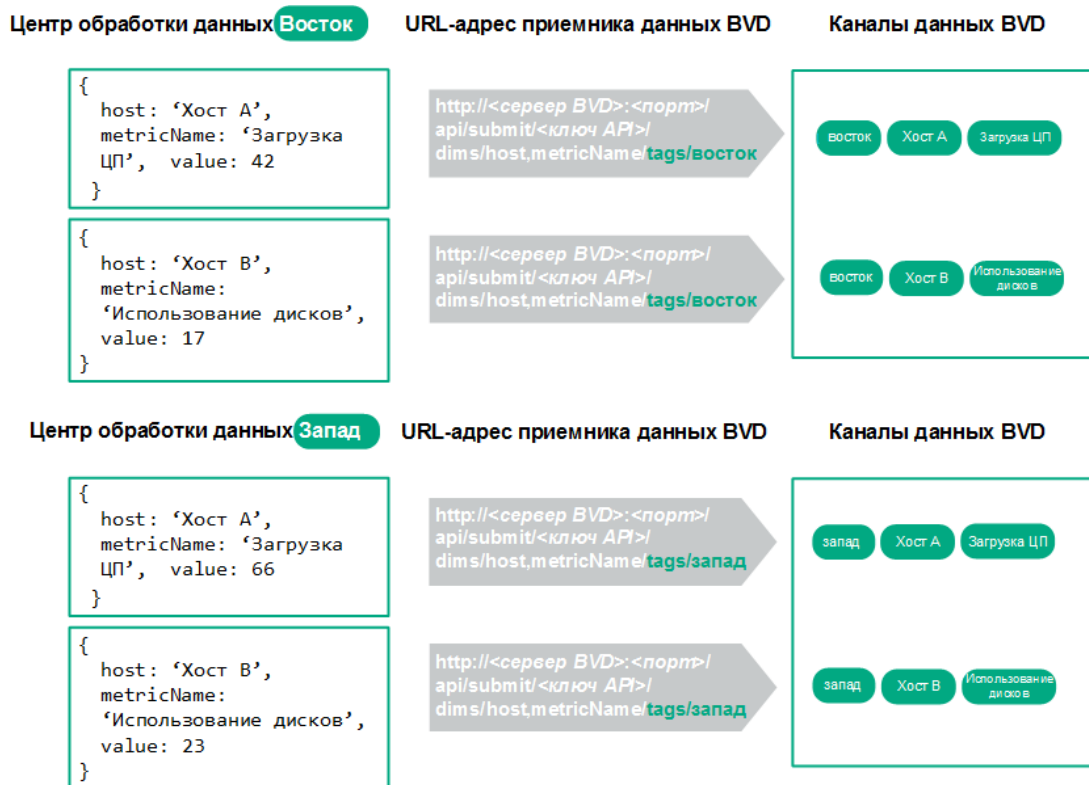 Центр обработки данных Восток
URL-адрес приемника данных BVD
Каналы данных BVD
{
host: ‘Хост A’,
metricName: ‘Загрузка
ЦП’, value: 42
}
http://<сервер BVD>:<порт>/
api/submit/<ключ API>/
dims/host,metricName/tags/восток
восток Хост A Загрузка ЦП
{
host: ‘Хост B’,
metricName:
‘Использование дисков’,
value: 17
}
http://<сервер BVD>:<порт>/
api/submit/<ключ API>/
dims/host,metricName/tags/восток
восток Хост B Использование
дисков
Центр обработки данных Запад
URL-адрес приемника данных BVD
Каналы данных BVD
{
host: ‘Хост A’,
metricName: ‘Загрузка
ЦП’, value: 66
}
http://<сервер BVD>:<порт>/
api/submit/<ключ API>/
dims/host,metricName/tags/запад
запад Хост A Загрузка ЦП
{
host: ‘Хост B’,
metricName:
‘Использование дисков’,
value: 23
}
http://<сервер BVD>:<порт>/
api/submit/<ключ API>/
dims/host,metricName/tags/запад
запад Хост B Использование
дисков